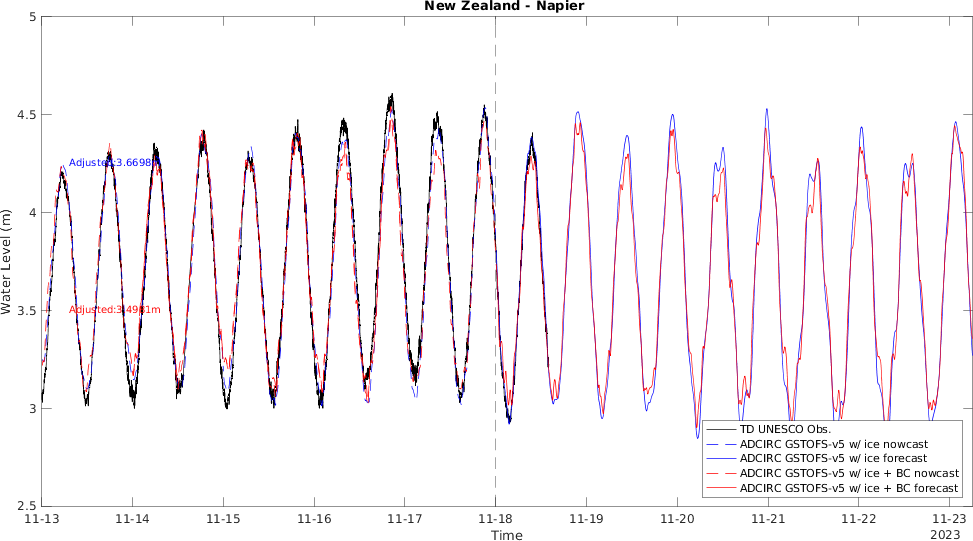 New Zealand - Napier
5
4.5
4
3.5
3
2.5
Water Level (m)
Adjusted:3.6698m
Adjusted:3.4981m
TD UNESCO Obs.
ADCIRC GSTOFS-v5 w/ ice nowcast
ADCIRC GSTOFS-v5 w/ ice forecast
ADCIRC GSTOFS-v5 w/ ice + BC nowcast
ADCIRC GSTOFS-v5 w/ ice + BC forecast
11-13 11-14 11-15 11-16 11-17 11-18 11-19 11-20 11-21 11-22 11-23
Time
2023